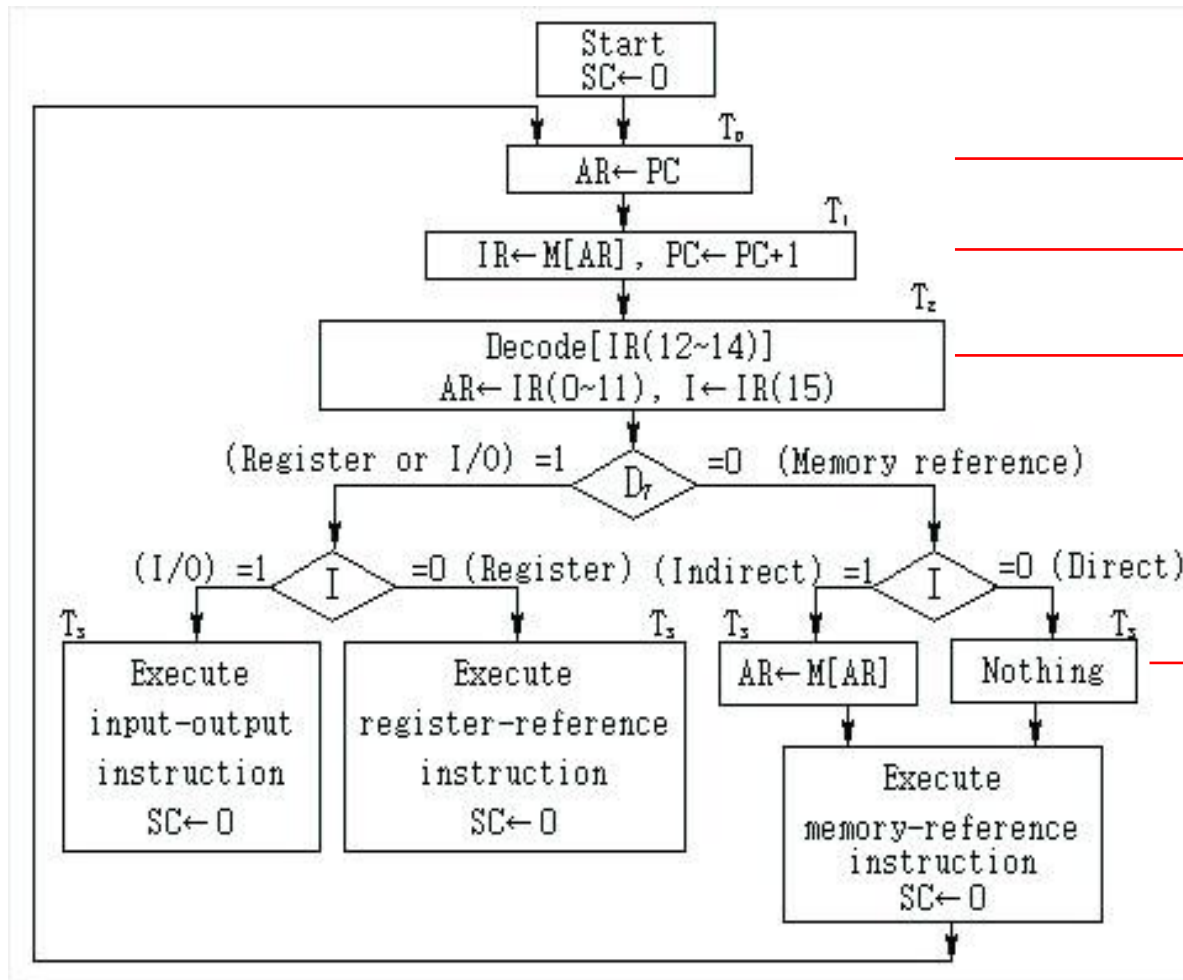 Start
SC←0
T₀
AR←PC
T₁
IR←M[AR], PC←PC+1
T₂
Decode[IR(12~14)]
AR←IR(0~11), I←IR(15)
(Register or I/O) =1
D₇
=0 (Memory reference)
(I/O) =1
I
=0 (Register)
(Indirect) =1
I
=0 (Direct)
T₃
Execute
input-output
instruction
SC←0
T₃
Execute
register-reference
instruction
SC←0
T₃
AR←M[AR]
T₃
Nothing
Execute
memory-reference
instruction
SC←0